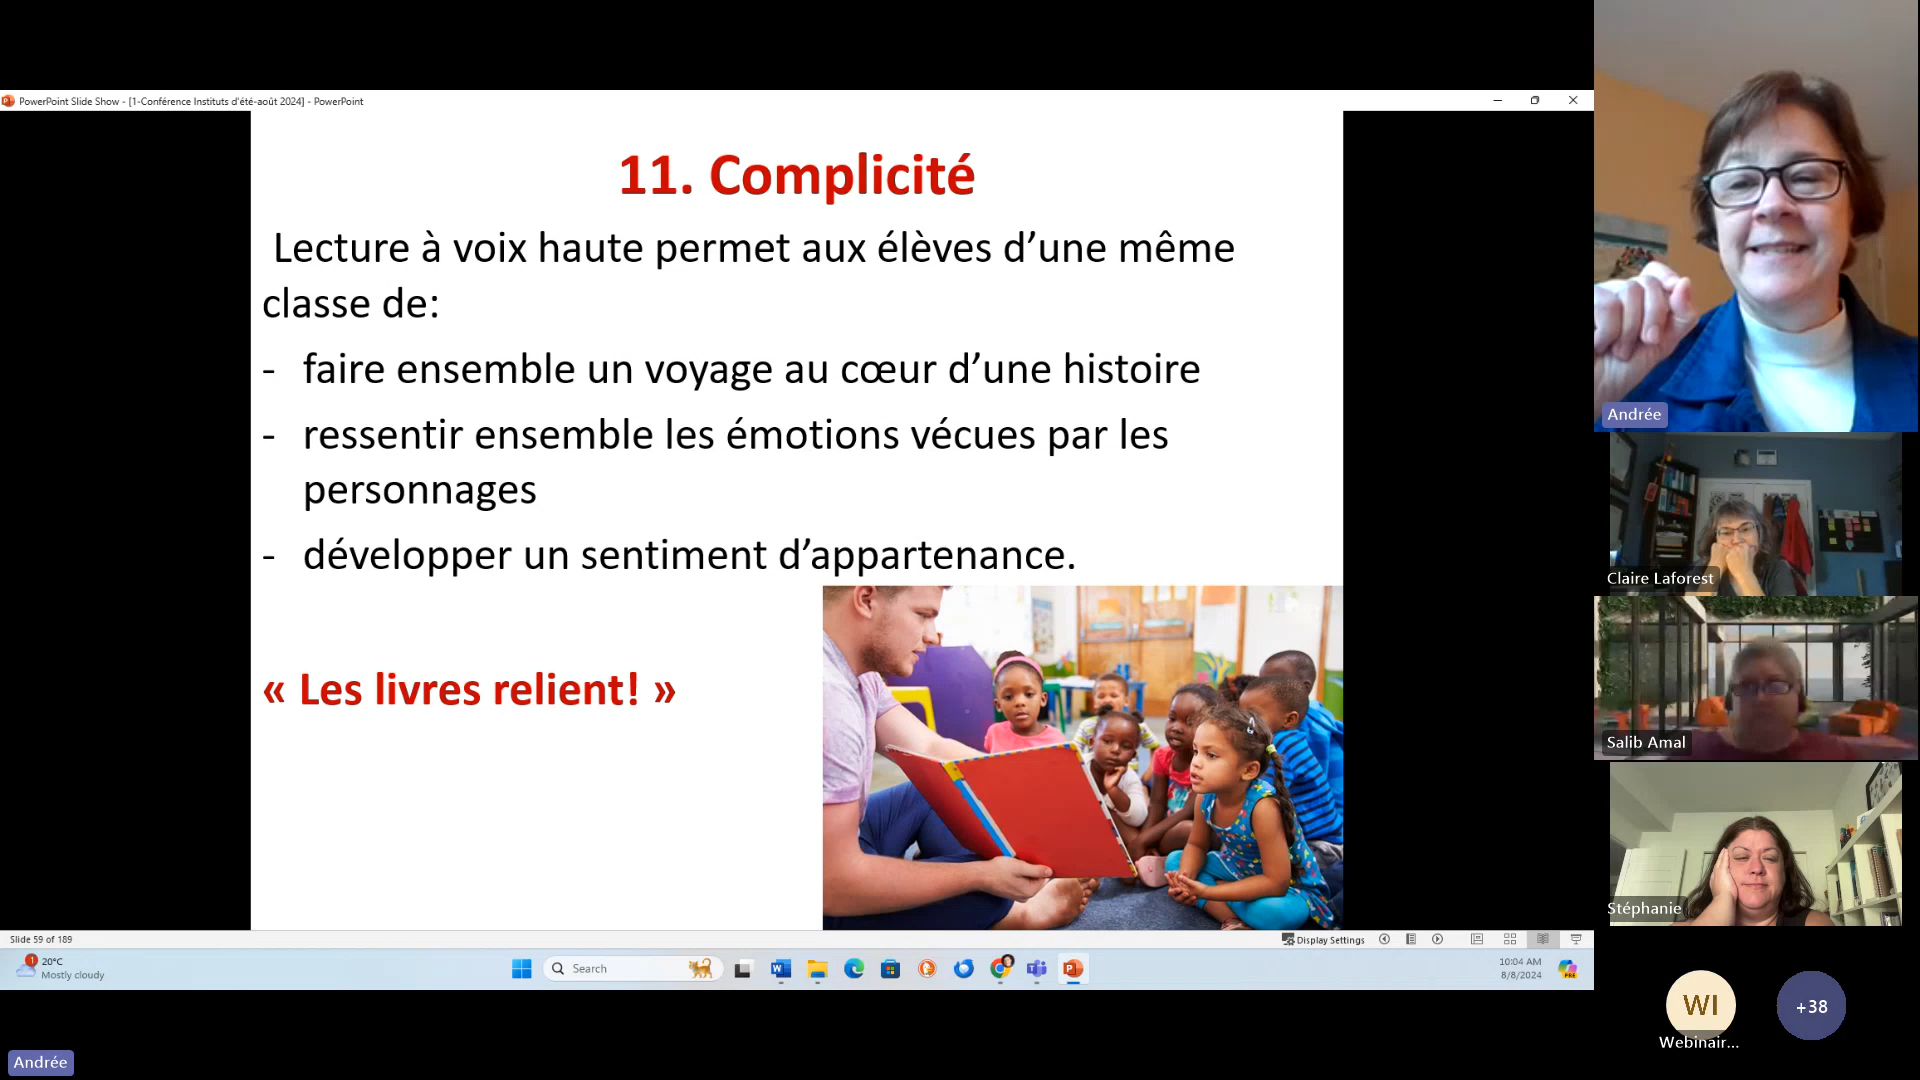 PowerPoint Slide Show - [1-Conférence Instituts d'été-août 2024] - PowerPoint
11. Complicité
Lecture à voix haute permet aux élèves d’une même
classe de:
- faire ensemble un voyage au cœur d’une histoire
- ressentir ensemble les émotions vécues par les
personnages
- développer un sentiment d’appartenance.
« Les livres relient! »
Slide 59 of 189
Display Settings
1
20°C
Mostly cloudy
Search
10:04 AM
8/8/2024
Andrée
Claire Laforest
Salib Amal
Stéphanie
WI
Webinair...
+38
Andrée